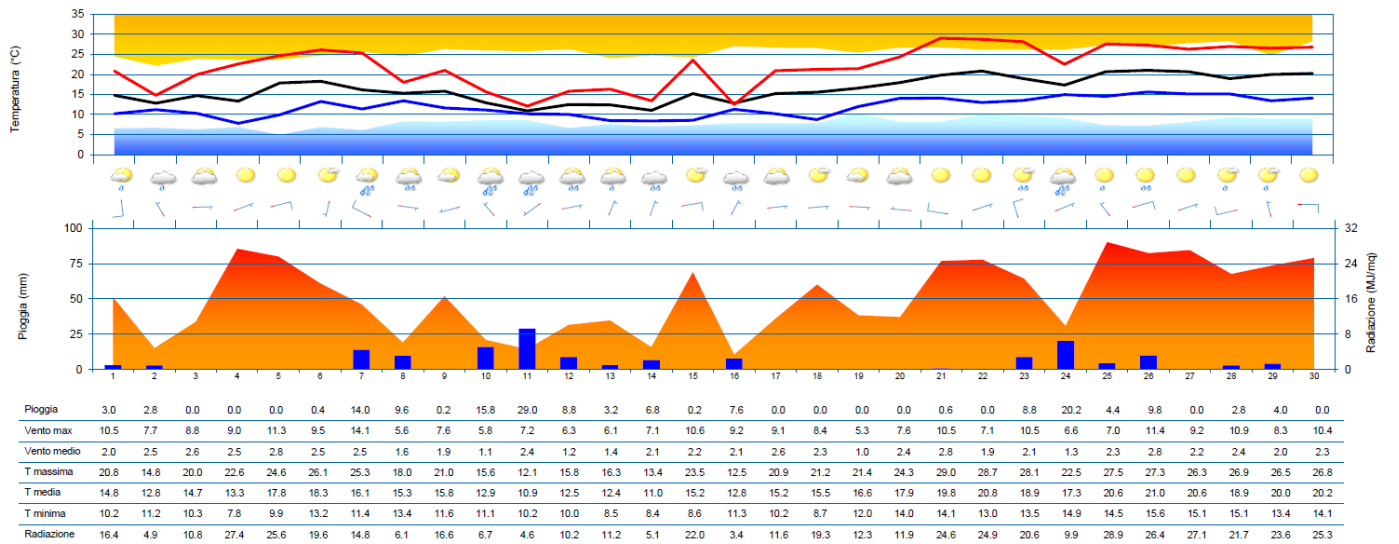 Temperatura (°C)
35
30
25
20
15
10
5
0
Pioggia (mm)
100
75
50
25
0
32
24
16
8
0
Radiazione (MJ/mq)
1 2 3 4 5 6 7 8 9 10 11 12 13 14 15 16 17 18 19 20 21 22 23 24 25 26 27 28 29 30
Pioggia 3.0 2.8 0.0 0.0 0.0 0.4 14.0 9.6 0.2 15.8 29.0 8.8 3.2 6.8 0.2 7.6 0.0 0.0 0.0 0.0 0.6 0.0 8.8 20.2 4.4 9.8 0.0 2.8 4.0 0.0
Vento max 10.5 7.7 8.8 9.0 11.3 9.5 14.1 5.6 7.6 5.8 7.2 6.3 6.1 7.1 10.6 9.2 9.1 8.4 5.3 7.6 10.5 7.1 10.5 6.6 7.0 11.4 9.2 10.9 8.3 10.4
Vento medio 2.0 2.5 2.6 2.5 2.8 2.5 2.5 1.6 1.9 1.1 2.4 1.2 1.4 2.1 2.2 2.1 2.6 2.3 1.0 2.4 2.8 1.9 2.1 1.3 2.3 2.8 2.2 2.4 2.0 2.3
T massima 20.8 14.8 20.0 22.6 24.6 26.1 25.3 18.0 21.0 15.6 12.1 15.8 16.3 13.4 23.5 12.5 20.9 21.2 21.4 24.3 29.0 28.7 28.1 22.5 27.5 27.3 26.3 26.9 26.5 26.8
T media 14.8 12.8 14.7 13.3 17.8 18.3 16.1 15.3 15.8 12.9 10.9 12.5 12.4 11.0 15.2 12.8 15.2 15.5 16.6 17.9 19.8 20.8 18.9 17.3 20.6 21.0 20.6 18.9 20.0 20.2
T minima 10.2 11.2 10.3 7.8 9.9 13.2 11.4 13.4 11.6 11.1 10.2 10.0 8.5 8.4 8.6 11.3 10.2 8.7 12.0 14.0 14.1 13.0 13.5 14.9 14.5 15.6 15.1 15.1 13.4 14.1
Radiazione 16.4 4.9 10.8 27.4 25.6 19.6 14.8 6.1 16.6 6.7 4.6 10.2 11.2 5.1 22.0 3.4 11.6 19.3 12.3 11.9 24.6 24.9 20.6 9.9 28.9 26.4 27.1 21.7 23.6 25.3